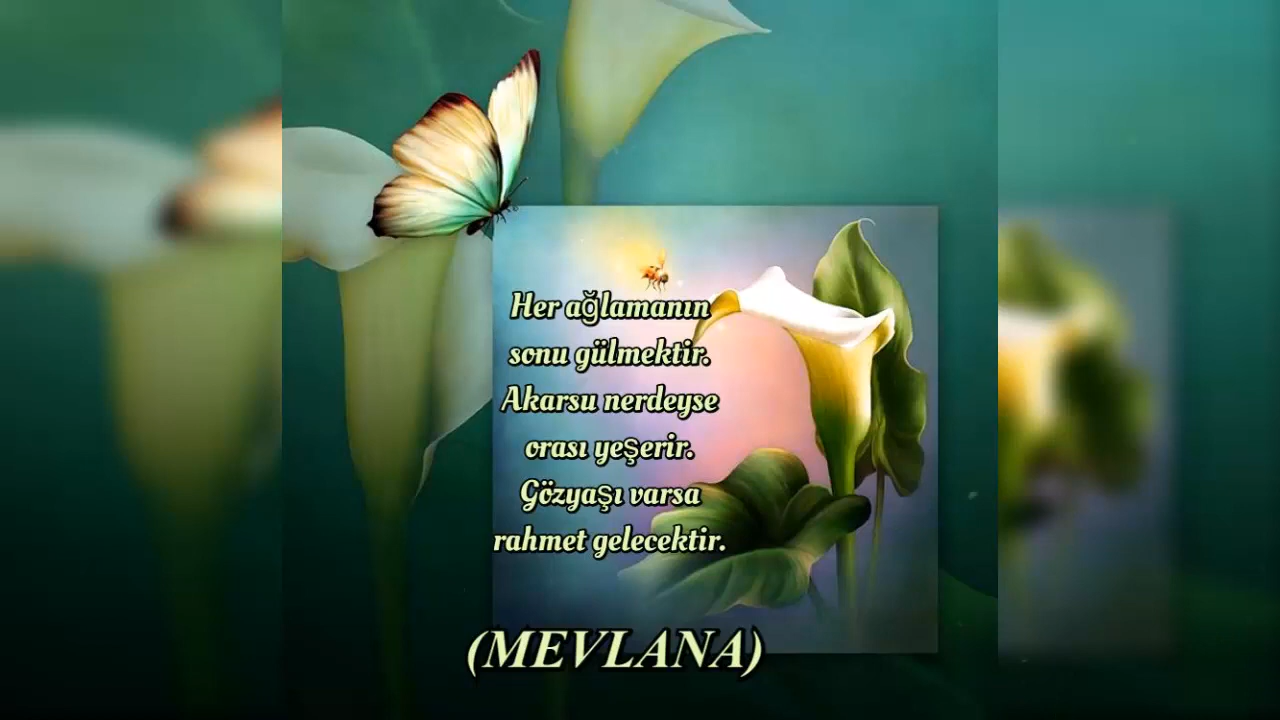 Her ağlamanın
sonu gülmektir.
Akarsu nerdeyse
orası yeşerir.
Gözyaşı varsa
rahmet gelecektir.
(MEVLANA)